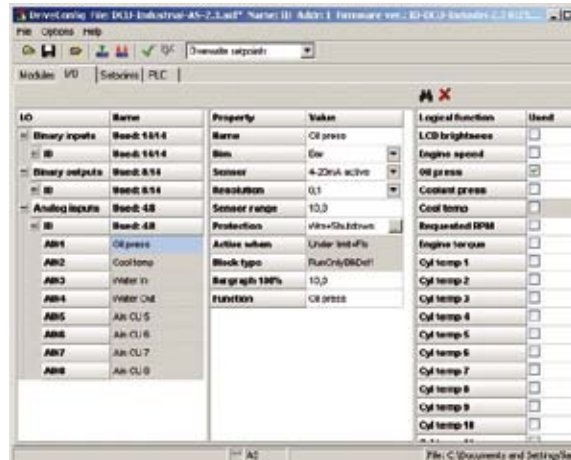 DriveConfig File: DCU-Industrial-AS-2.3.aif* Name: ID Addr: 1 Firmware ver.:
File Options Help
Overwrite setpoints
Modules I/O Setpoints PLC
I/O Name Property Value Logical function Used
Binary inputs Used: 14/14 Name Oil press LCD brightness
ID Used: 14/14 Dim Bar Engine speed
Binary outputs Used: 8/14 Sensor 4-20mA active Oil press
ID Used: 8/14 Resolution 0,1 Coolant press
Analog inputs Used: 4/8 Sensor range 10,0 Cool temp
ID Used: 4/8 Protection Wrn+Shutdown Requested RPM
AIN1 Oil press Active when Under limit+Fls Engine torque
AIN2 Cool temp Block type RunOnlyBlkDel1 Cyl temp 1
AIN3 Water In Bargraph 100% 10,0 Cyl temp 2
AIN4 Water Out Function Oil press Cyl temp 3
AIN5 Ain CU 5 Cyl temp 4
AIN6 Ain CU 6 Cyl temp 5
AIN7 Ain CU 7 Cyl temp 6
AIN8 Ain CU 8 Cyl temp 7
Cyl temp 8
Cyl temp 9
Cyl temp 10
File: C:\Documents and Settings\